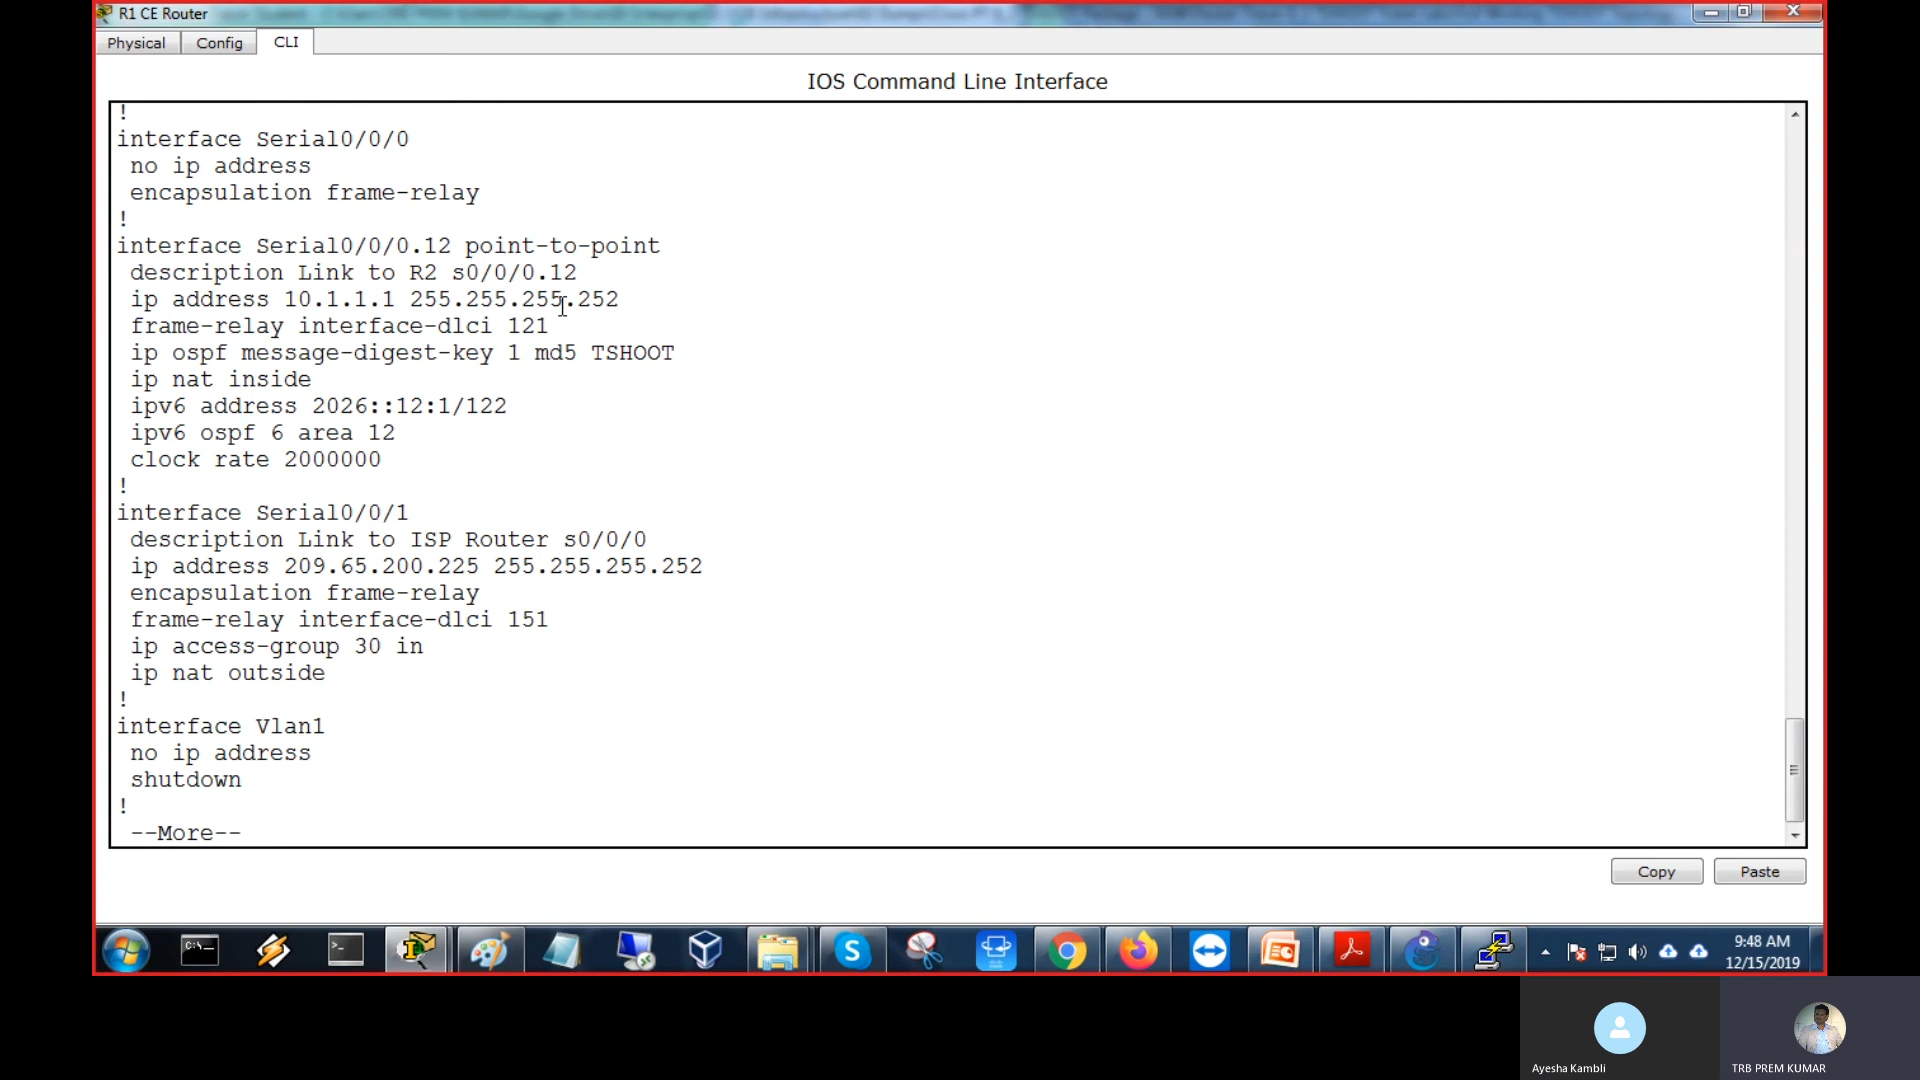 R1 CE Router
Physical Config CLI
IOS Command Line Interface
!
interface Serial0/0/0
no ip address
encapsulation frame-relay
!
interface Serial0/0/0.12 point-to-point
description Link to R2 s0/0/0.12
ip address 10.1.1.1 255.255.255.252
frame-relay interface-dlci 121
ip ospf message-digest-key 1 md5 TSHOOT
ip nat inside
ipv6 address 2026::12:1/122
ipv6 ospf 6 area 12
clock rate 2000000
!
interface Serial0/0/1
description Link to ISP Router s0/0/0
ip address 209.65.200.225 255.255.255.252
encapsulation frame-relay
frame-relay interface-dlci 151
ip access-group 30 in
ip nat outside
!
interface Vlan1
no ip address
shutdown
!
--More--
Copy Paste
9:48 AM
12/15/2019
Ayesha Kambli TRB PREM KUMAR